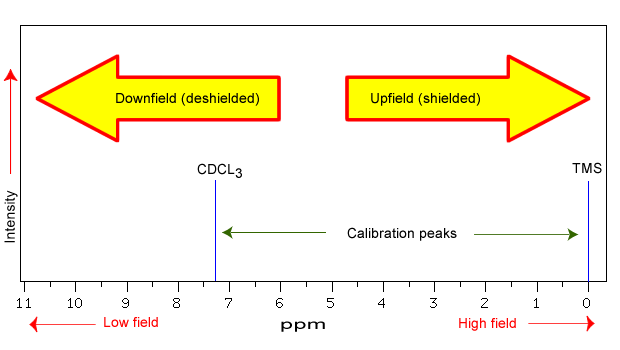 Downfield (deshielded)
Upfield (shielded)
CDCL3
TMS
Calibration peaks
Intensity
11 10 9 8 7 6 5 4 3 2 1 0
Low field
ppm
High field